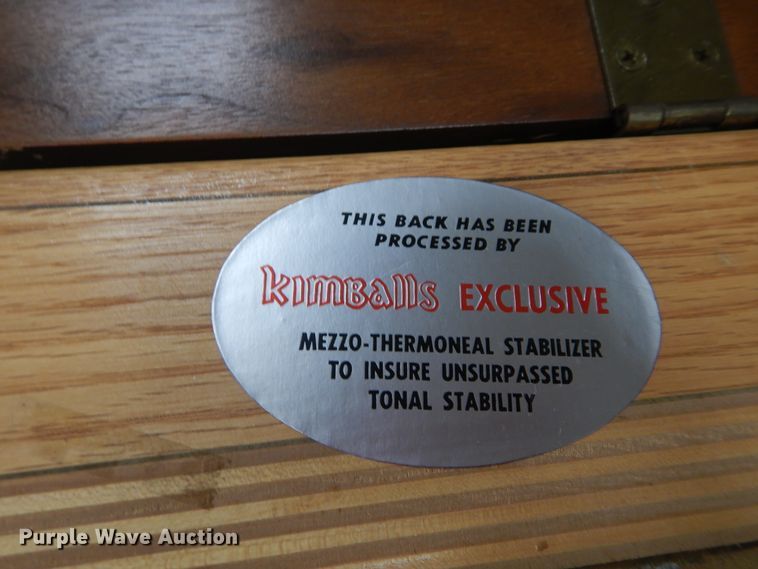 THIS BACK HAS BEEN
PROCESSED BY
Kimballs EXCLUSIVE
MEZZO-THERMONEAL STABILIZER
TO INSURE UNSURPASSED
TONAL STABILITY
Purple Wave Auction